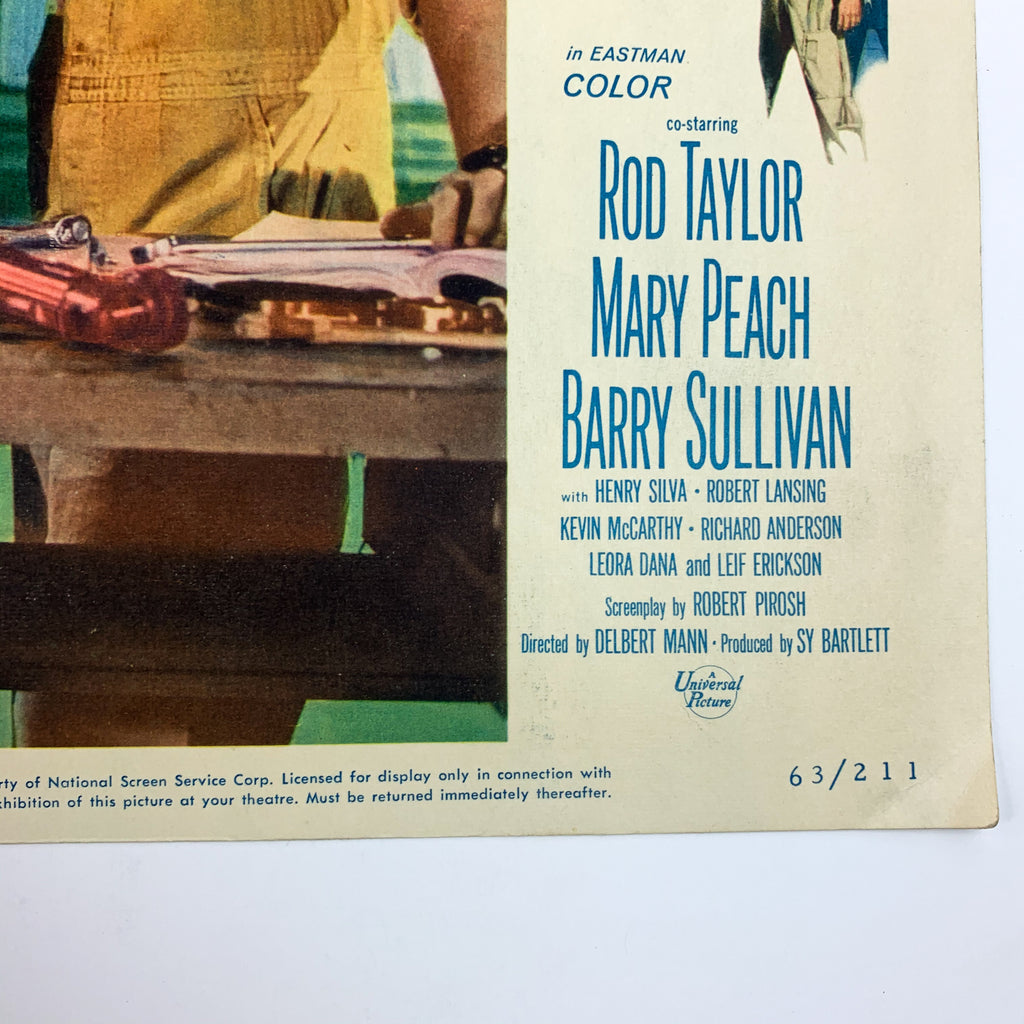 in EASTMAN
COLOR
co-starring
ROD TAYLOR
MARY PEACH
BARRY SULLIVAN
with HENRY SILVA • ROBERT LANSING
KEVIN McCARTHY • RICHARD ANDERSON
LEORA DANA and LEIF ERICKSON
Screenplay by ROBERT PIROSH
Directed by DELBERT MANN • Produced by SY BARTLETT
A
Universal
Picture
rty of National Screen Service Corp. Licensed for display only in connection with
xhibition of this picture at your theatre. Must be returned immediately thereafter.
63/211